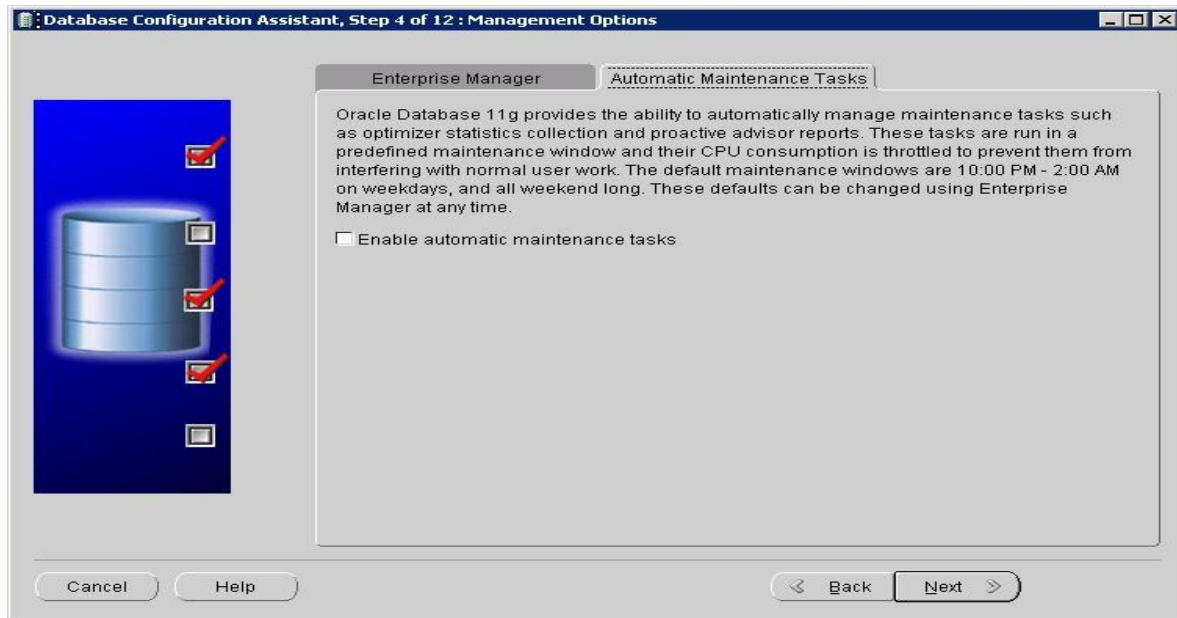 Database Configuration Assistant, Step 4 of 12 : Management Options
Enterprise Manager
Automatic Maintenance Tasks
Oracle Database 11g provides the ability to automatically manage maintenance tasks such
as optimizer statistics collection and proactive advisor reports. These tasks are run in a
predefined maintenance window and their CPU consumption is throttled to prevent them from
interfering with normal user work. The default maintenance windows are 10:00 PM - 2:00 AM
on weekdays, and all weekend long. These defaults can be changed using Enterprise
Manager at any time.
Enable automatic maintenance tasks
Cancel
Help
Back
Next